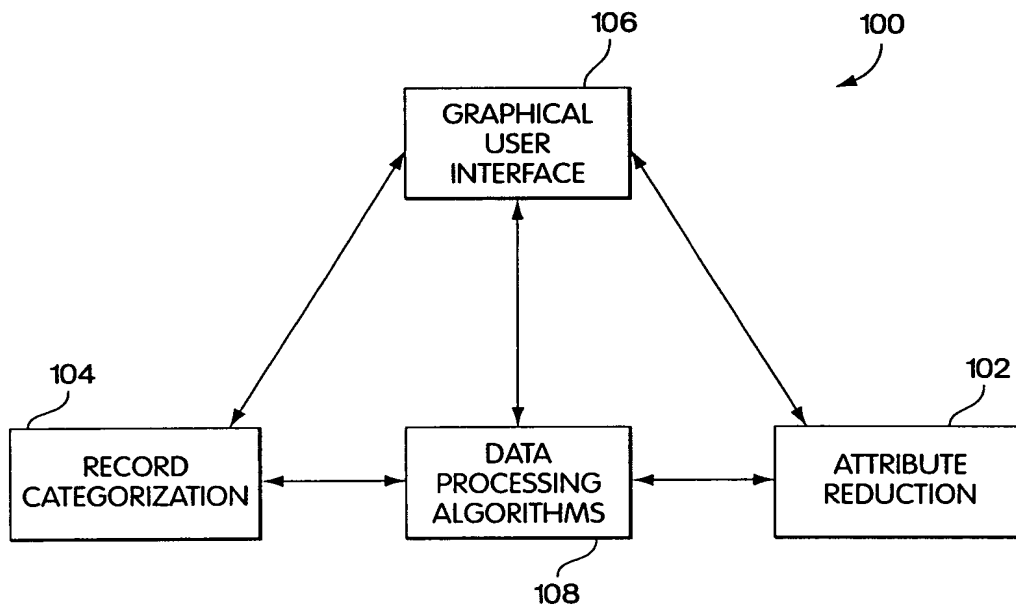 106
100
GRAPHICAL
USER
INTERFACE
104
102
RECORD
CATEGORIZATION
DATA
PROCESSING
ALGORITHMS
ATTRIBUTE
REDUCTION
108